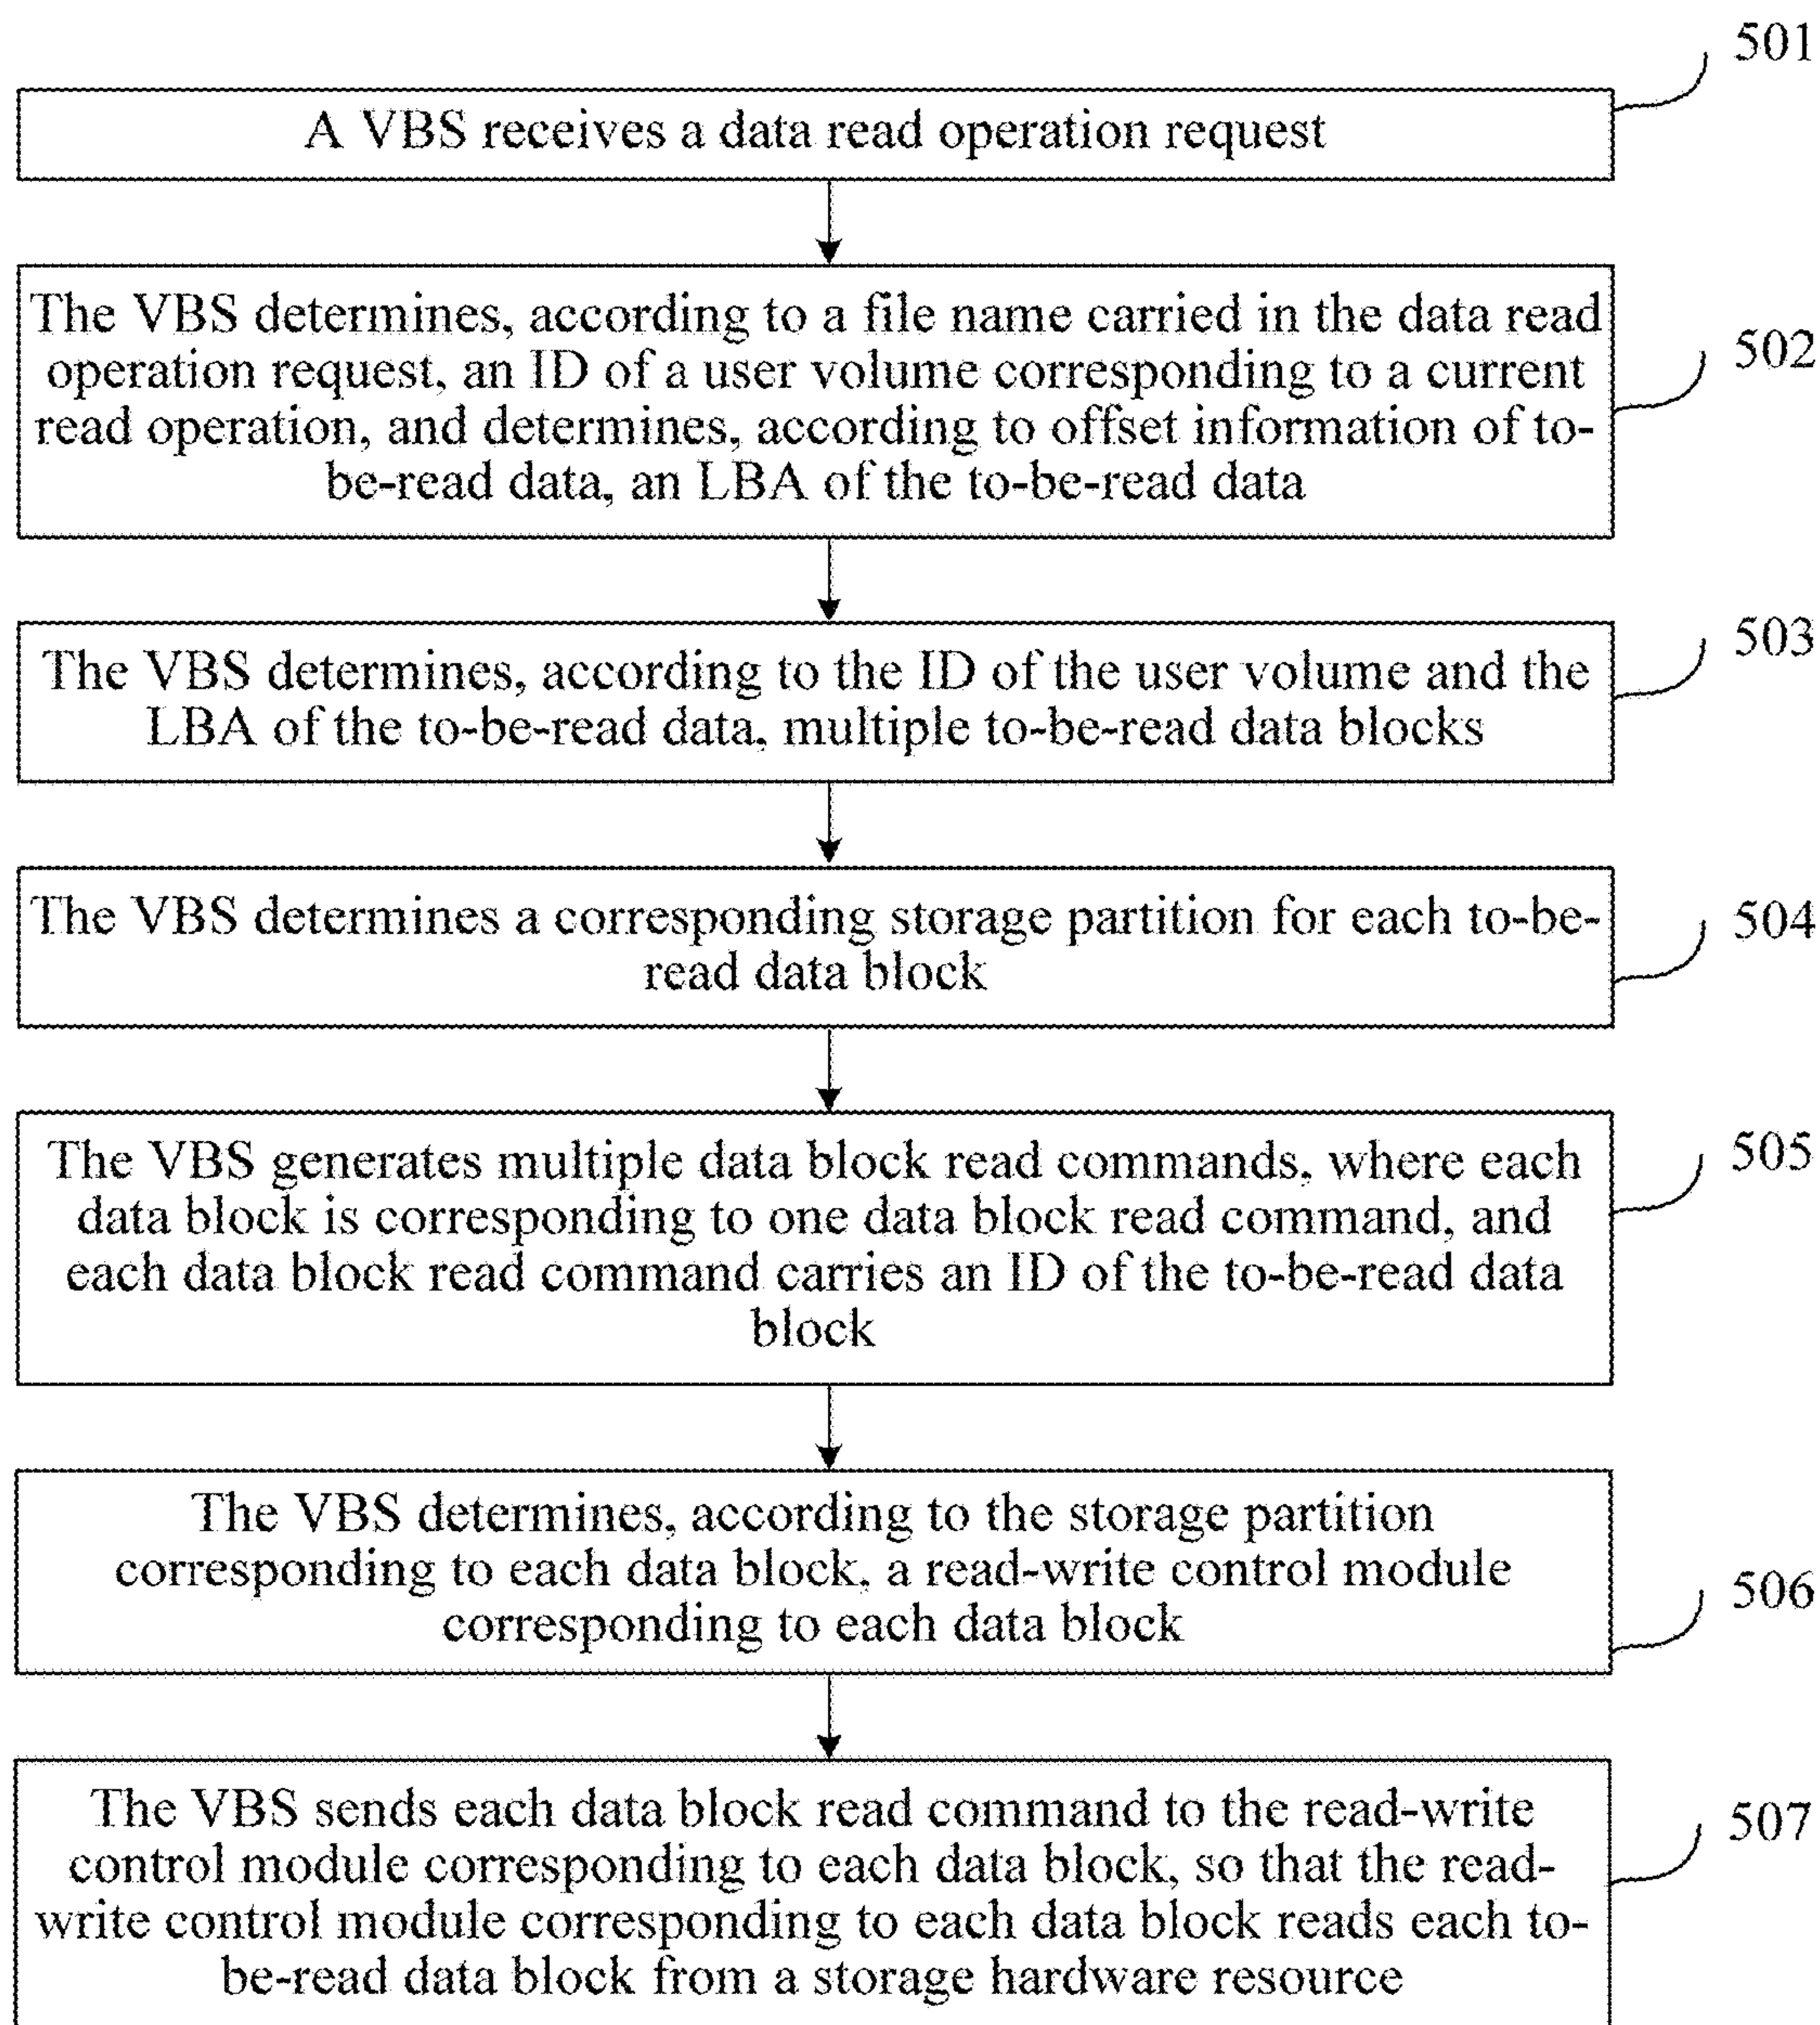 501
A VBS receives a data read operation request
The VBS determines, according to a file name carried in the data read
operation request, an ID of a user volume corresponding to a current
read operation, and determines, according to offset information of to-
be-read data, an LBA of the to-be-read data
502
The VBS determines, according to the ID of the user volume and the
LBA of the to-be-read data, multiple to-be-read data blocks
503
The VBS determines a corresponding storage partition for each to-be-
read data block
504
The VBS generates multiple data block read commands, where each
data block is corresponding to one data block read command, and
each data block read command carries an ID of the to-be-read data
block
505
The VBS determines, according to the storage partition
corresponding to each data block, a read-write control module
corresponding to each data block
506
The VBS sends each data block read command to the read-write
control module corresponding to each data block, so that the read-
write control module corresponding to each data block reads each to-
be-read data block from a storage hardware resource
507